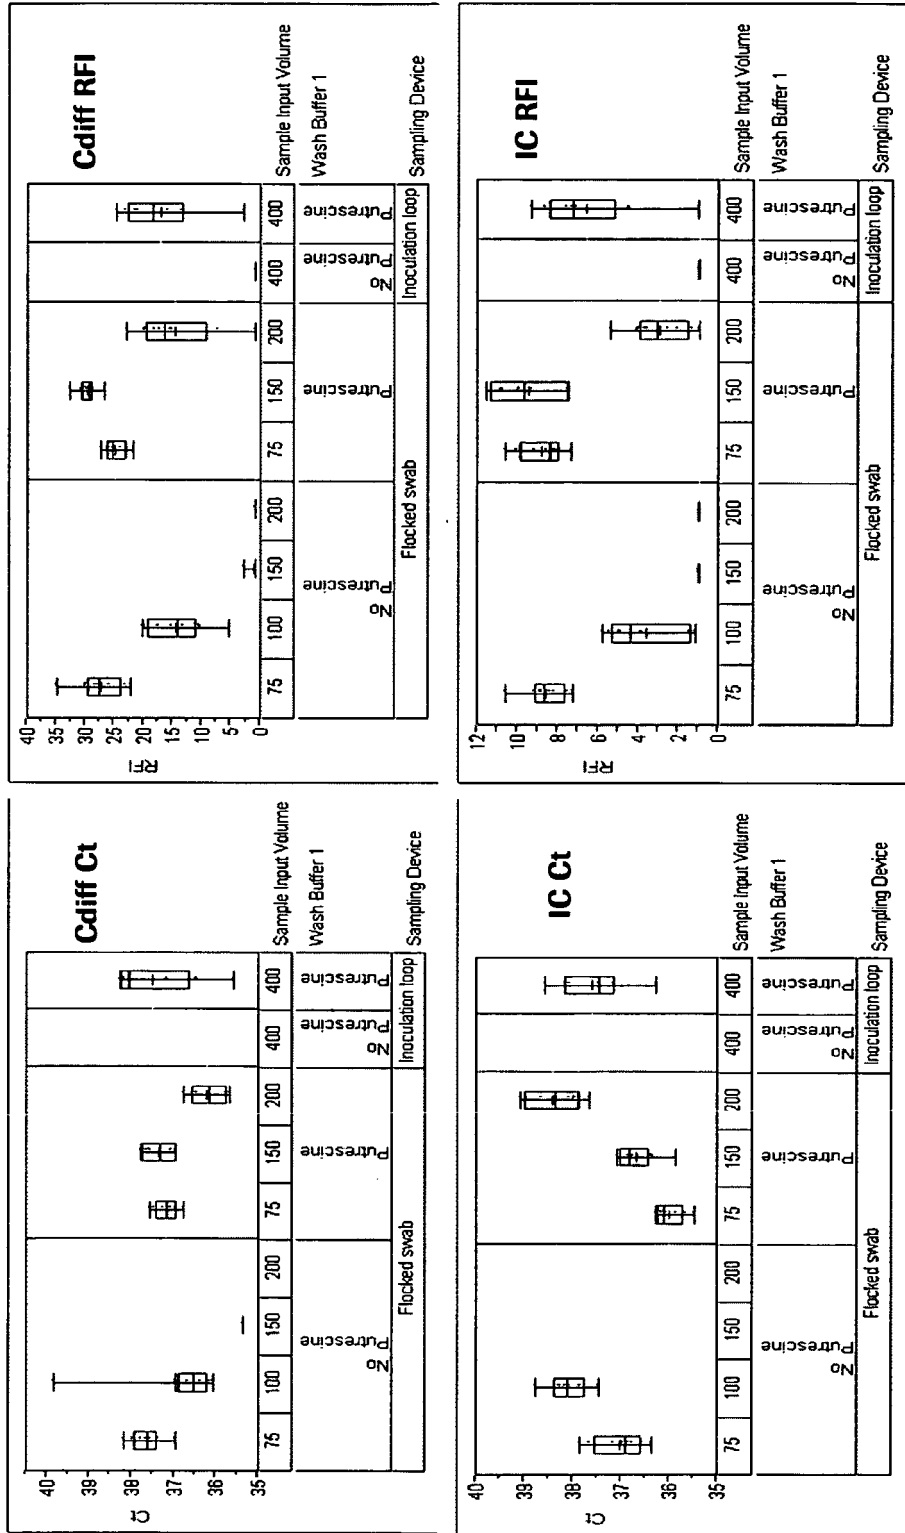 Cdiff Ct
Ct
40
39
38
37
36
35
75 100 150 200 75 150 200 400 400 Sample Input Volume
No Putrescine Putrescine No Putrescine Putrescine Wash Buffer 1
Flocked swab Inoculation loop Sampling Device
Cdiff RFI
RFI
40
35
30
25
20
15
10
5
0
75 100 150 200 75 150 200 400 400 Sample Input Volume
No Putrescine Putrescine No Putrescine Putrescine Wash Buffer 1
Flocked swab Inoculation loop Sampling Device
IC Ct
Ct
40
39
38
37
36
35
75 100 150 200 75 150 200 400 400 Sample Input Volume
No Putrescine Putrescine No Putrescine Putrescine Wash Buffer 1
Flocked swab Inoculation loop Sampling Device
IC RFI
RFI
12
10
8
6
4
2
0
75 100 150 200 75 150 200 400 400 Sample Input Volume
No Putrescine Putrescine No Putrescine Putrescine Wash Buffer 1
Flocked swab Inoculation loop Sampling Device